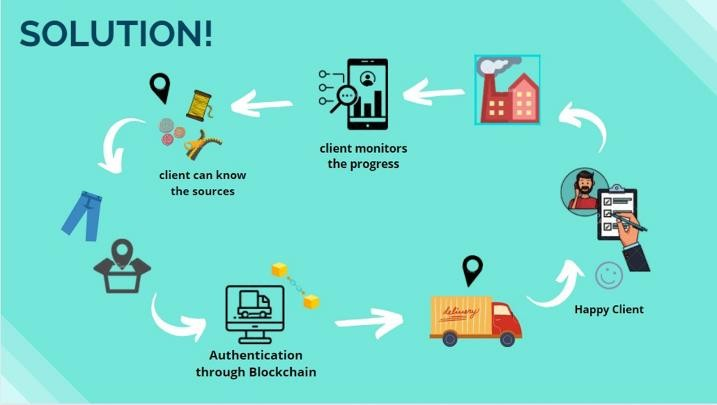 SOLUTION!
client monitors
the progress
client can know
the sources
delivery
Happy Client
Authentication
through Blockchain